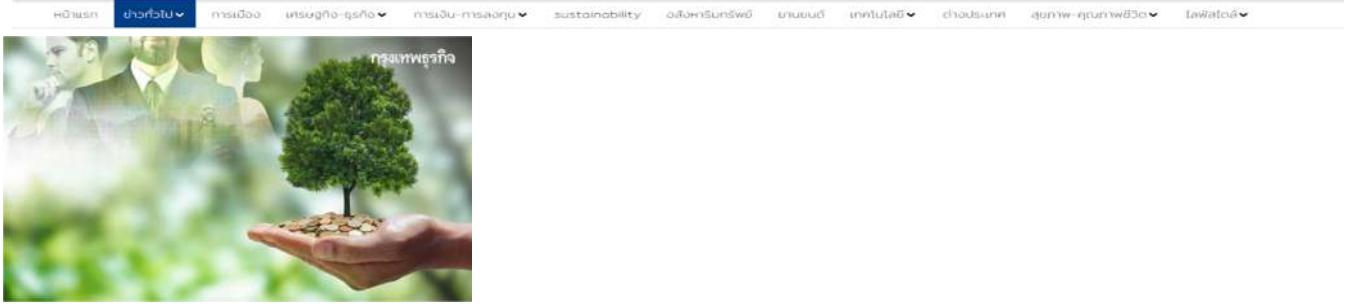 หน้าแรก ข่าวทั่วไป การเมือง เศรษฐกิจ-ธุรกิจ การเงิน-การลงทุน sustainability อสังหาริมทรัพย์ ยานยนต์ เทคโนโลยี ต่างประเทศ สุขภาพ-คุณภาพชีวิต ไลฟ์สไตล์
กรุงเทพธุรกิจ